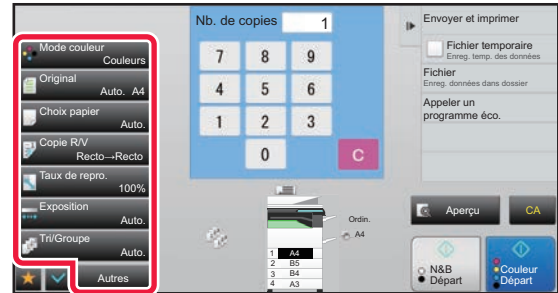 Mode couleur
Couleurs
Original
Auto. A4
Choix papier
Auto.
Copie R/V
Recto→Recto
Taux de repro.
100%
Exposition
Auto.
Tri/Groupe
Auto.
Autres
Nb. de copies 1
7 8 9
4 5 6
1 2 3
0 C
Ordin.
A4
1 A4
2 B5
3 B4
4 A3
Envoyer et imprimer
Fichier temporaire
Enreg. temp. des données
Fichier
Enreg. données dans dossier
Appeler un
programme éco.
Aperçu CA
N&B
Départ
Couleur
Départ